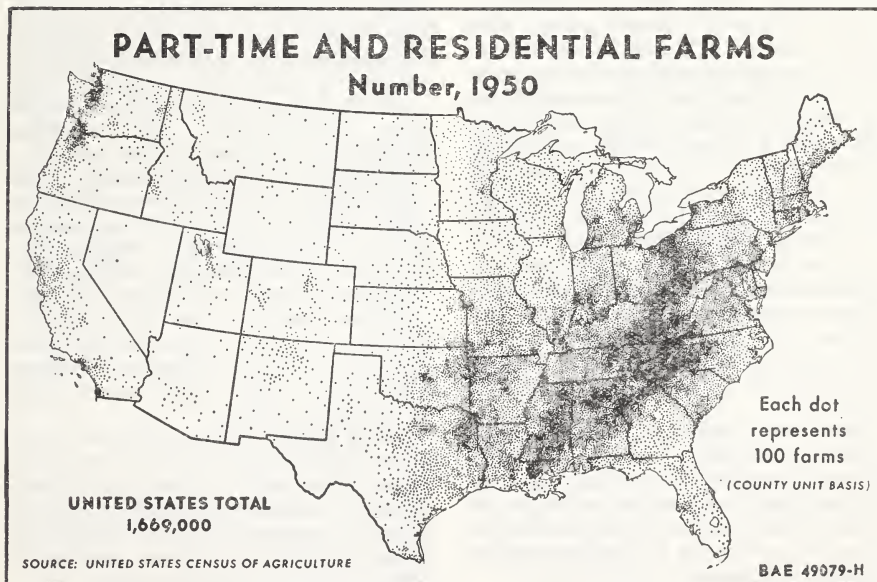 PART-TIME AND RESIDENTIAL FARMS
Number, 1950
Each dot
represents
100 farms
(COUNTY UNIT BASIS)
UNITED STATES TOTAL
1,669,000
SOURCE: UNITED STATES CENSUS OF AGRICULTURE
BAE 49079-H